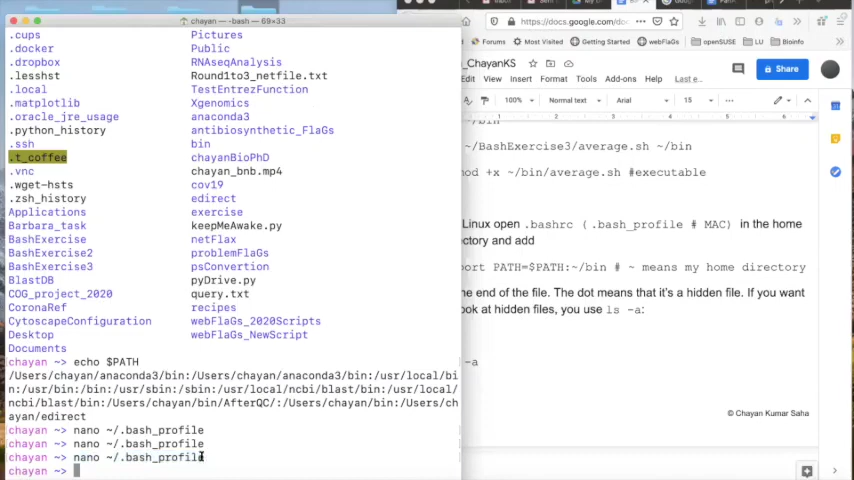 chayan — -bash — 69×33
.cups Pictures
.docker Public
.dropbox RNAseqAnalysis
.lesshst Round1to3_netfile.txt
.local TestEntrezFunction
.matplotlib Xgenomics
.oracle_jre_usage anaconda3
.python_history antibiosynthetic_FlaGs
.ssh bin
.t_coffee chayanBioPhD
.vnc chayan_bnb.mp4
.wget-hsts cov19
.zsh_history edirect
Applications exercise
Barbara_task keepMeAwake.py
BashExercise netFlax
BashExercise2 problemFlaGs
BashExercise3 psConvertion
BlastDB pyDrive.py
COG_project_2020 query.txt
CoronaRef recipes
CytoscapeConfiguration webFlaGs_2020Scripts
Desktop webFlaGs_NewScript
Documents
chayan ~> echo $PATH
/Users/chayan/anaconda3/bin:/Users/chayan/anaconda3/bin:/usr/local/bi
n:/usr/bin:/bin:/usr/sbin:/sbin:/usr/local/ncbi/blast/bin:/usr/local/
ncbi/blast/bin:/Users/chayan/bin/AfterQC/:/Users/chayan/bin:/Users/ch
ayan/edirect
chayan ~> nano ~/.bash_profile
chayan ~> nano ~/.bash_profile
chayan ~> nano ~/.bash_profile
chayan ~>
https://docs.google.com/do
Forums Most Visited Getting Started webFlaGs openSUSE LU Bioinfo
_ChayanKS
Share
dit View Insert Format Tools Add-ons Help Last e...
100% Normal text Arial 15
1 2 3 4 5 6
~/bin
~/BashExercise3/average.sh ~/bin
mod +x ~/bin/average.sh #executable
Linux open .bashrc (.bash_profile # MAC) in the home
ectory and add
port PATH=$PATH:~/bin # ~ means my home directory
he end of the file. The dot means that it's a hidden file. If you want
ook at hidden files, you use ls -a:
-a
© Chayan Kumar Saha